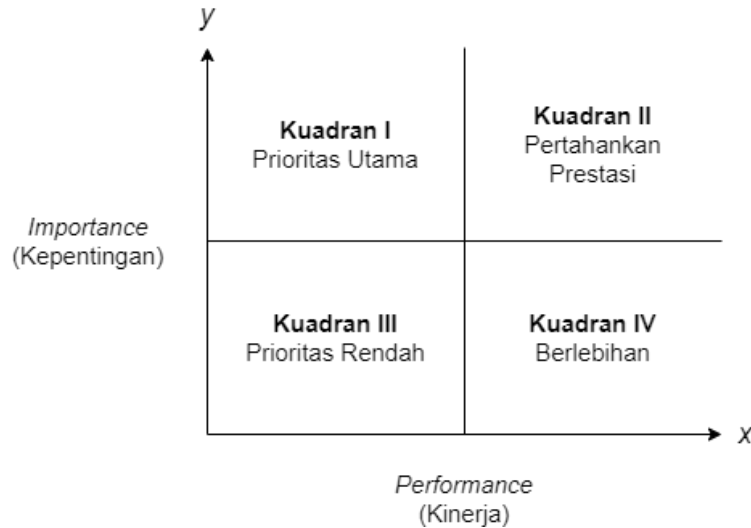 y
Kuadran I
Prioritas Utama
Kuadran II
Pertahankan
Prestasi
Importance
(Kepentingan)
Kuadran III
Prioritas Rendah
Kuadran IV
Berlebihan
x
Performance
(Kinerja)